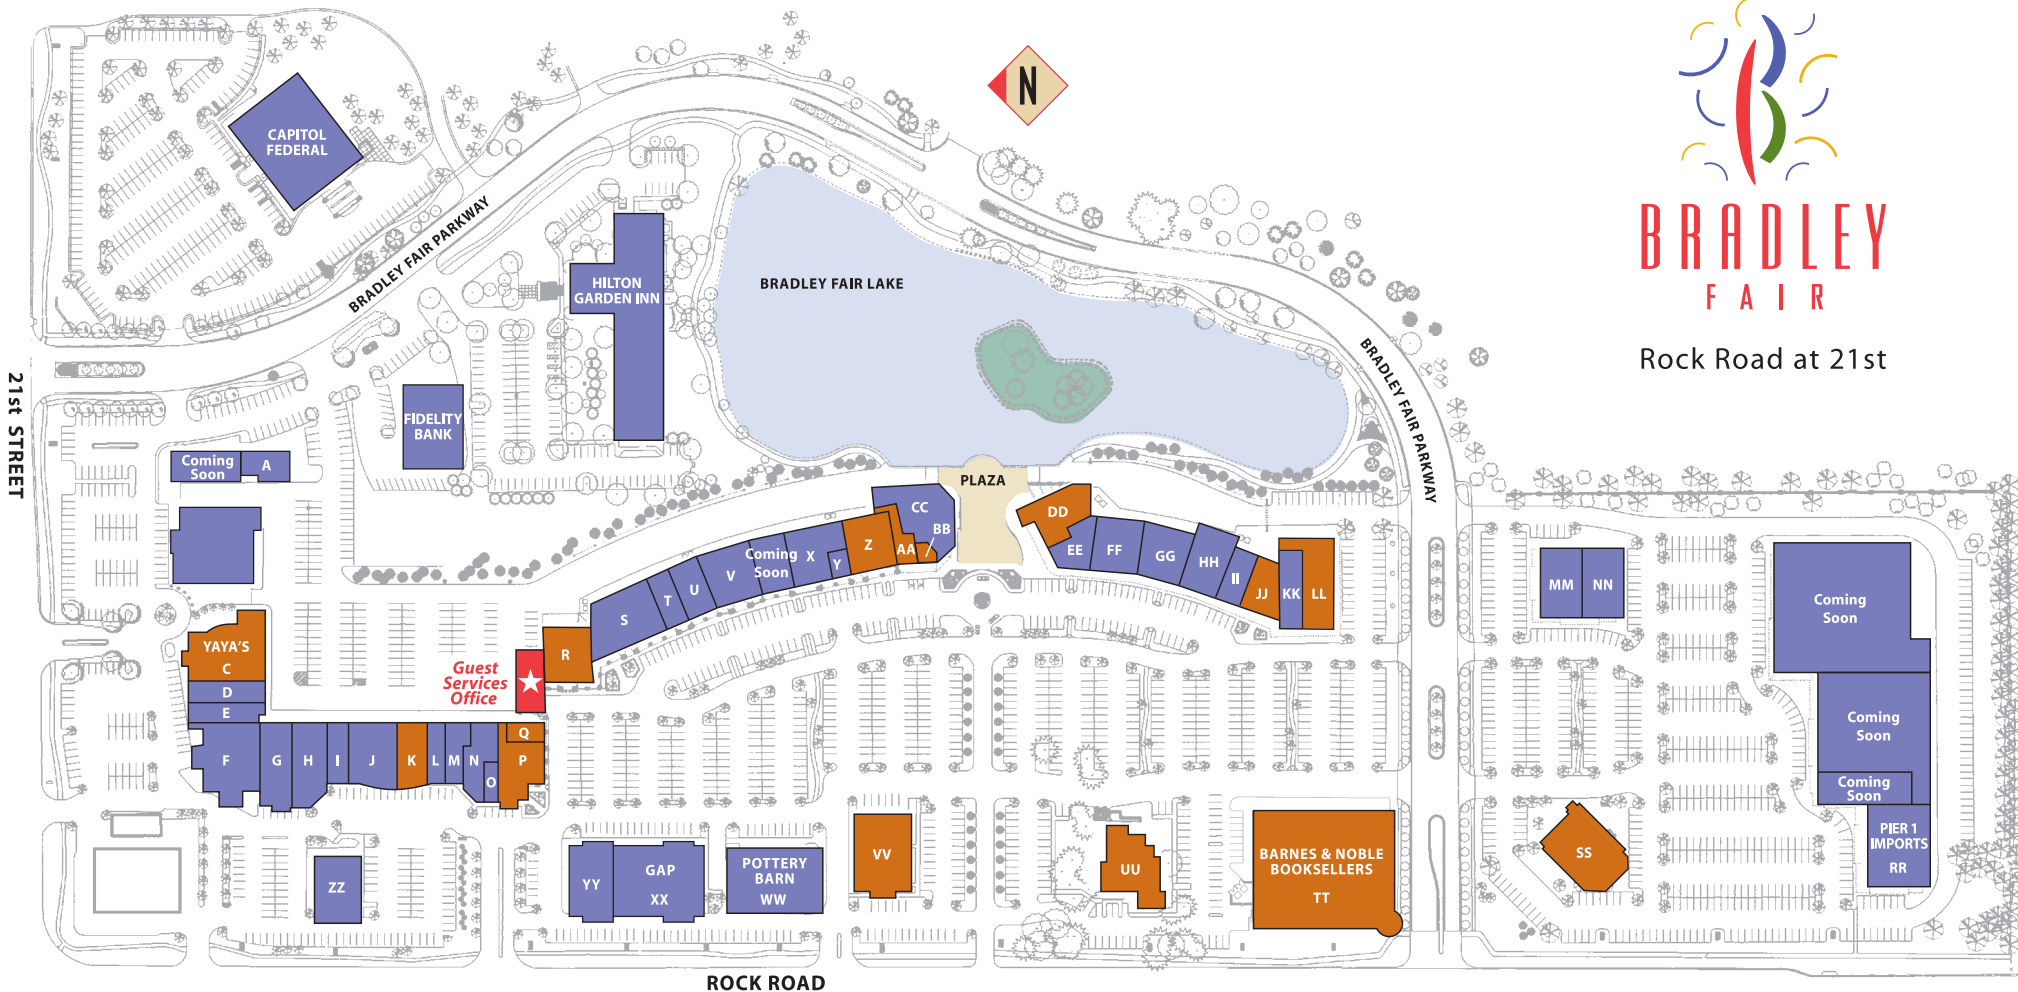 N
BRADLEY
FAIR
Rock Road at 21st
CAPITOL
FEDERAL
BRADLEY FAIR PARKWAY
HILTON
GARDEN INN
BRADLEY FAIR LAKE
BRADLEY FAIR PARKWAY
21st STREET
FIDELITY
BANK
Coming
Soon
A
PLAZA
CC
BB
AA
Z
Y
X
Coming
Soon
V
U
T
S
R
DD
EE
FF
GG
HH
II
JJ
KK
LL
MM
NN
Coming
Soon
Coming
Soon
Coming
Soon
PIER 1
IMPORTS
RR
YAYA'S
C
D
E
Guest
Services
Office
F
G
H
I
J
K
L
M
N
O
P
Q
ZZ
YY
GAP
XX
POTTERY
BARN
WW
VV
UU
BARNES & NOBLE
BOOKSELLERS
TT
SS
ROCK ROAD